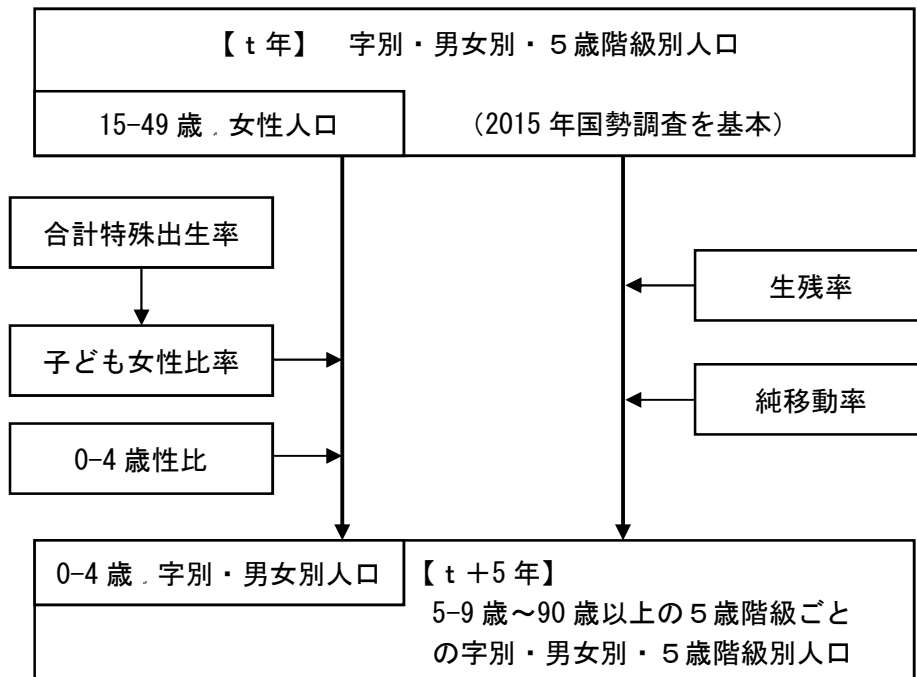 【ｔ年】　字別・男女別・５歳階級別人口
15-49 歳．女性人口
（2015 年国勢調査を基本）
合計特殊出生率
生残率
子ども女性比率
純移動率
0-4 歳性比
0-4 歳．字別・男女別人口
【ｔ＋5 年】
5-9 歳～90 歳以上の５歳階級ごと
の字別・男女別・５歳階級別人口